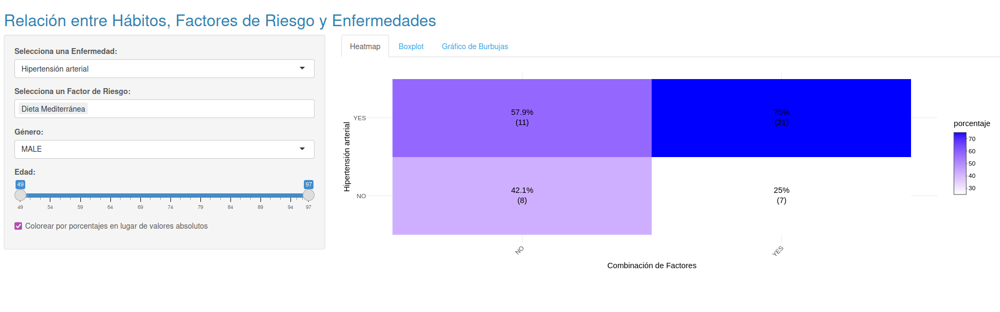 Relación entre Hábitos, Factores de Riesgo y Enfermedades
Selecciona una Enfermedad:
Hipertensión arterial
Selecciona un Factor de Riesgo:
Dieta Mediterránea
Género:
MALE
Edad:
49 97
49 54 59 64 69 74 79 84 89 94 97
Colorear por porcentajes en lugar de valores absolutos
Heatmap Boxplot Gráfico de Burbujas
Hipertensión arterial
YES
57.9%
(11)
75%
(21)
NO
42.1%
(8)
25%
(7)
NO YES
Combinación de Factores
porcentaje
70
60
50
40
30